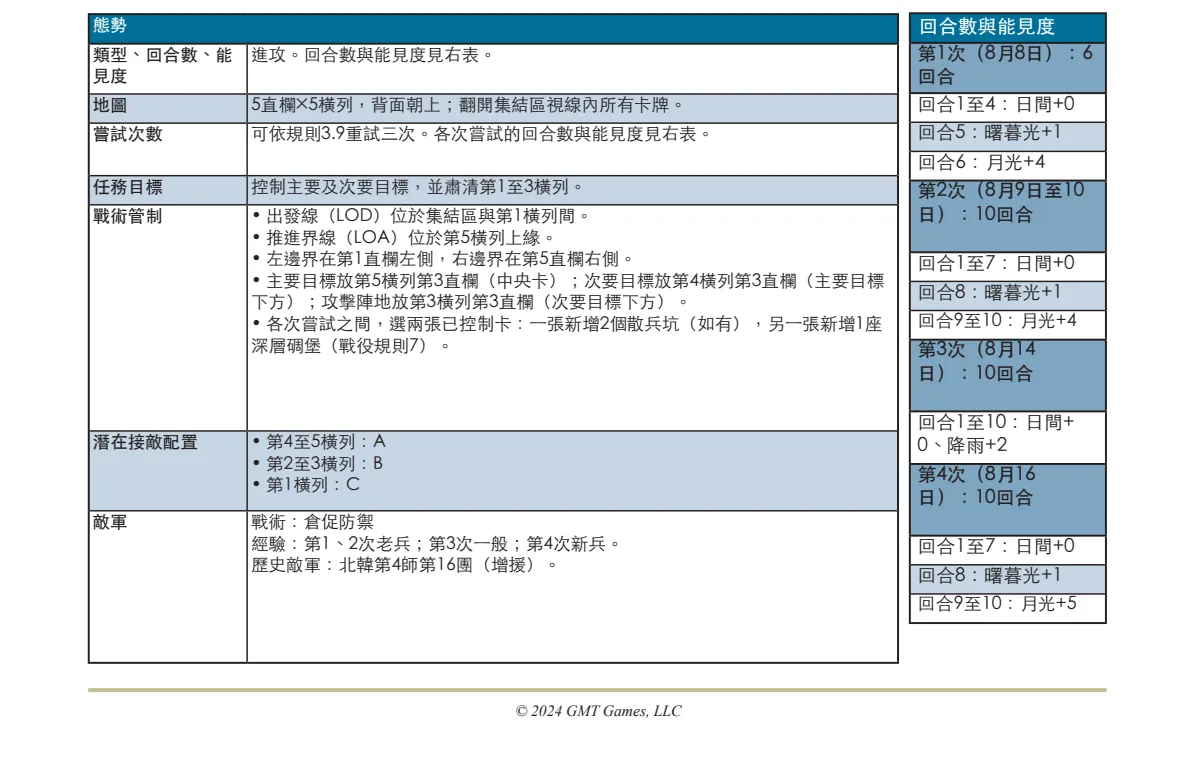 態勢
類型、回合數、能
見度
進攻。回合數與能見度見右表。
地圖
5直欄×5橫列，背面朝上；翻開集結區視線內所有卡牌。
嘗試次數
可依規則3.9重試三次。各次嘗試的回合數與能見度見右表。
任務目標
控制主要及次要目標，並肅清第1至3橫列。
戰術管制
• 出發線（LOD）位於集結區與第1橫列間。
• 推進界線（LOA）位於第5橫列上緣。
• 左邊界在第1直欄左側，右邊界在第5直欄右側。
• 主要目標放第5橫列第3直欄（中央卡）；次要目標放第4橫列第3直欄（主要目標
下方）；攻擊陣地放第3橫列第3直欄（次要目標下方）。
• 各次嘗試之間，選兩張已控制卡：一張新增2個散兵坑（如有），另一張新增1座
深層碉堡（戰役規則7）。
潛在接敵配置
• 第4至5橫列：A
• 第2至3橫列：B
• 第1橫列：C
敵軍
戰術：倉促防禦
經驗：第1、2次老兵；第3次一般；第4次新兵。
歷史敵軍：北韓第4師第16團（增援）。
回合數與能見度
第1次（8月8日）：6
回合
回合1至4：日間+0
回合5：曙暮光+1
回合6：月光+4
第2次（8月9日至10
日）：10回合
回合1至7：日間+0
回合8：曙暮光+1
回合9至10：月光+4
第3次（8月14
日）：10回合
回合1至10：日間+
0、降雨+2
第4次（8月16
日）：10回合
回合1至7：日間+0
回合8：曙暮光+1
回合9至10：月光+5
© 2024 GMT Games, LLC